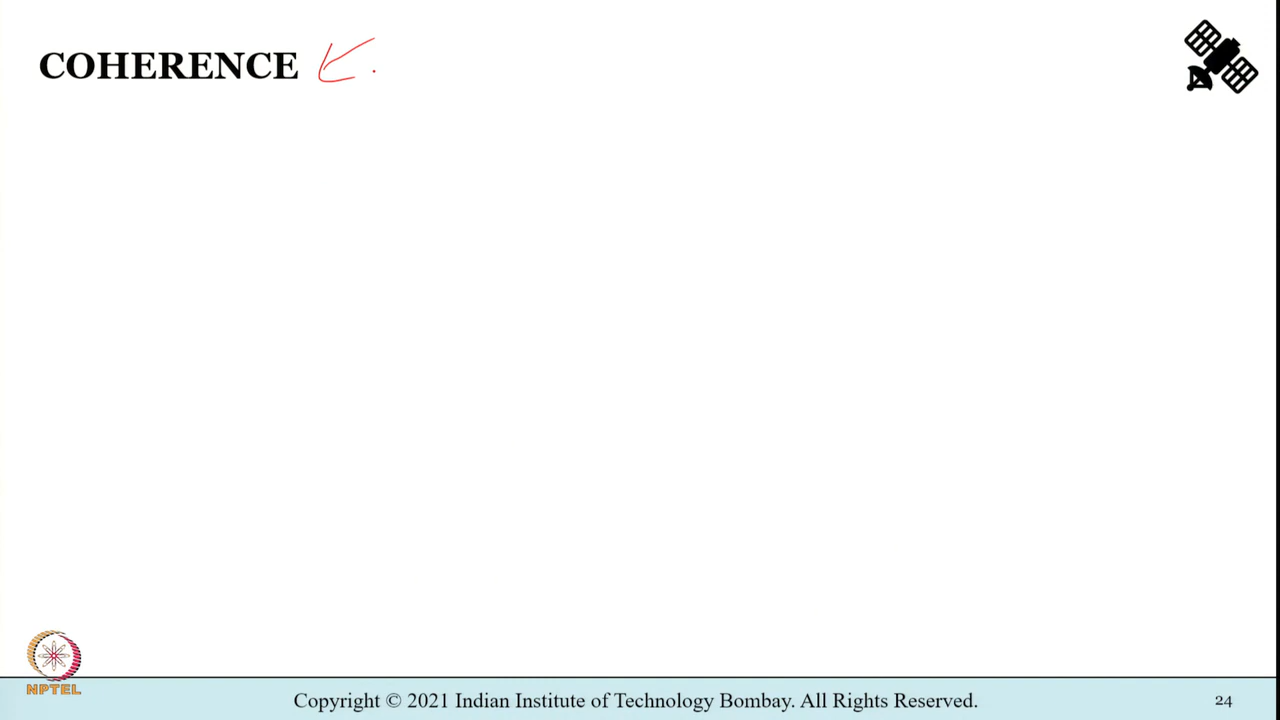 COHERENCE
NPTEL
Copyright © 2021 Indian Institute of Technology Bombay. All Rights Reserved.
24